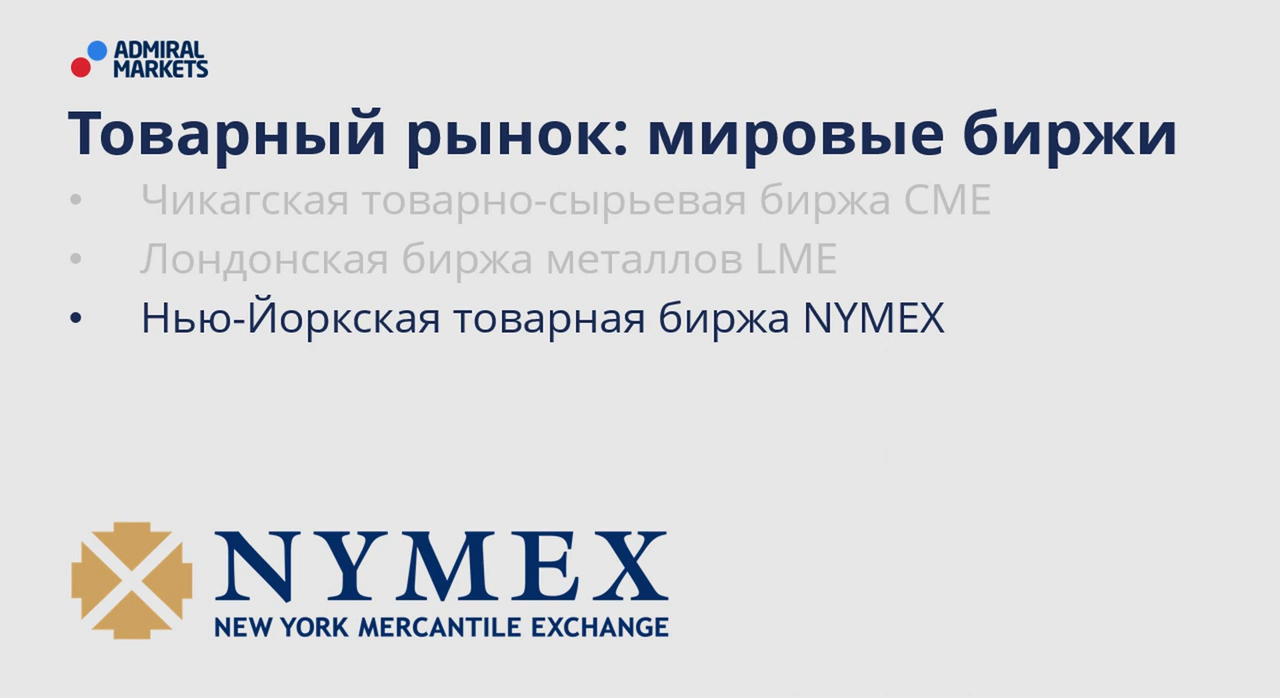 ADMIRAL
MARKETS
Товарный рынок: мировые биржи
• Чикагская товарно-сырьевая биржа CME
• Лондонская биржа металлов LME
• Нью-Йоркская товарная биржа NYMEX
NYMEX
NEW YORK MERCANTILE EXCHANGE